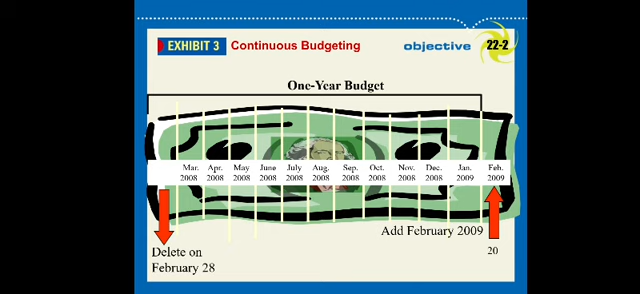 EXHIBIT 3 Continuous Budgeting objective 22-2
One-Year Budget
Mar. Apr. May June July Aug. Sep. Oct. Nov. Dec. Jan. Feb.
2008 2008 2008 2008 2008 2008 2008 2008 2008 2008 2009 2009
Add February 2009
Delete on 20
February 28